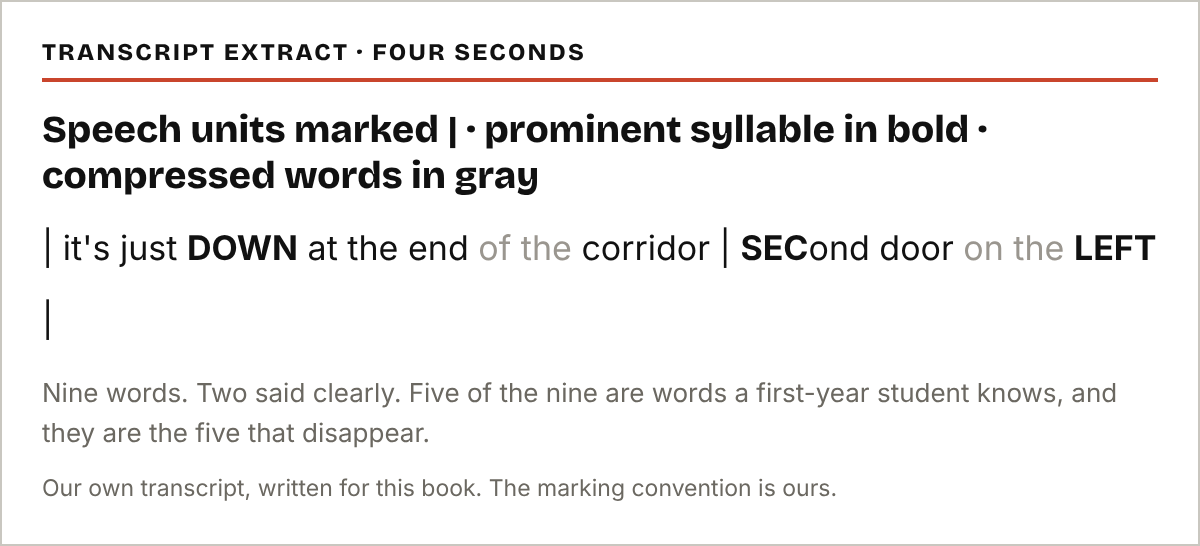 TRANSCRIPT EXTRACT · FOUR SECONDS
Speech units marked | · prominent syllable in bold ·
compressed words in gray
| it's just DOWN at the end of the corridor | SECond door on the LEFT
|
Nine words. Two said clearly. Five of the nine are words a first-year student knows, and
they are the five that disappear.
Our own transcript, written for this book. The marking convention is ours.